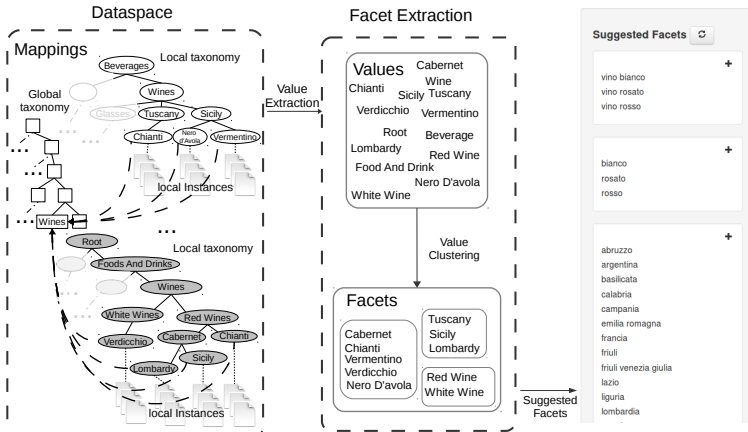 Dataspace
Mappings
Local taxonomy
Beverages
Global
taxonomy
Wines
Glasses
Tuscany
Sicily
Chianti
Nero
d'Avola
Vermentino
...
...
...
...
local Instances
... Wines
...
Root
Local taxonomy
Foods And Drinks
Wines
...
...
White Wines
Red Wines
Verdicchio
Cabernet
Chianti
Lombardy
Sicily
local Instances
Value
Extraction
Facet Extraction
Values
Cabernet
Wine
Chianti
Sicily
Tuscany
Verdicchio
Vermentino
Root
Beverage
Lombardy
Red Wine
Food And Drink
Nero D'avola
White Wine
Value
Clustering
Facets
Cabernet
Chianti
Vermentino
Verdicchio
Nero D'avola
Tuscany
Sicily
Lombardy
Red Wine
White Wine
Suggested
Facets
Suggested Facets
+
vino bianco
vino rosato
vino rosso
+
bianco
rosato
rosso
+
abruzzo
argentina
basilicata
calabria
campania
emilia romagna
francia
friuli
friuli venezia giulia
lazio
liguria
lombardia